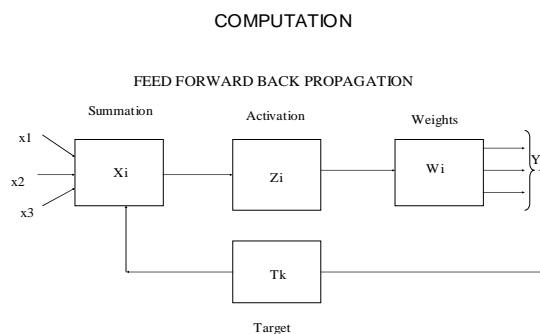 COMPUTATION
FEED FORWARD BACK PROPAGATION
Summation
Activation
Weights
x1
x2
x3
Xi
Zi
Wi
Y
Tk
Target